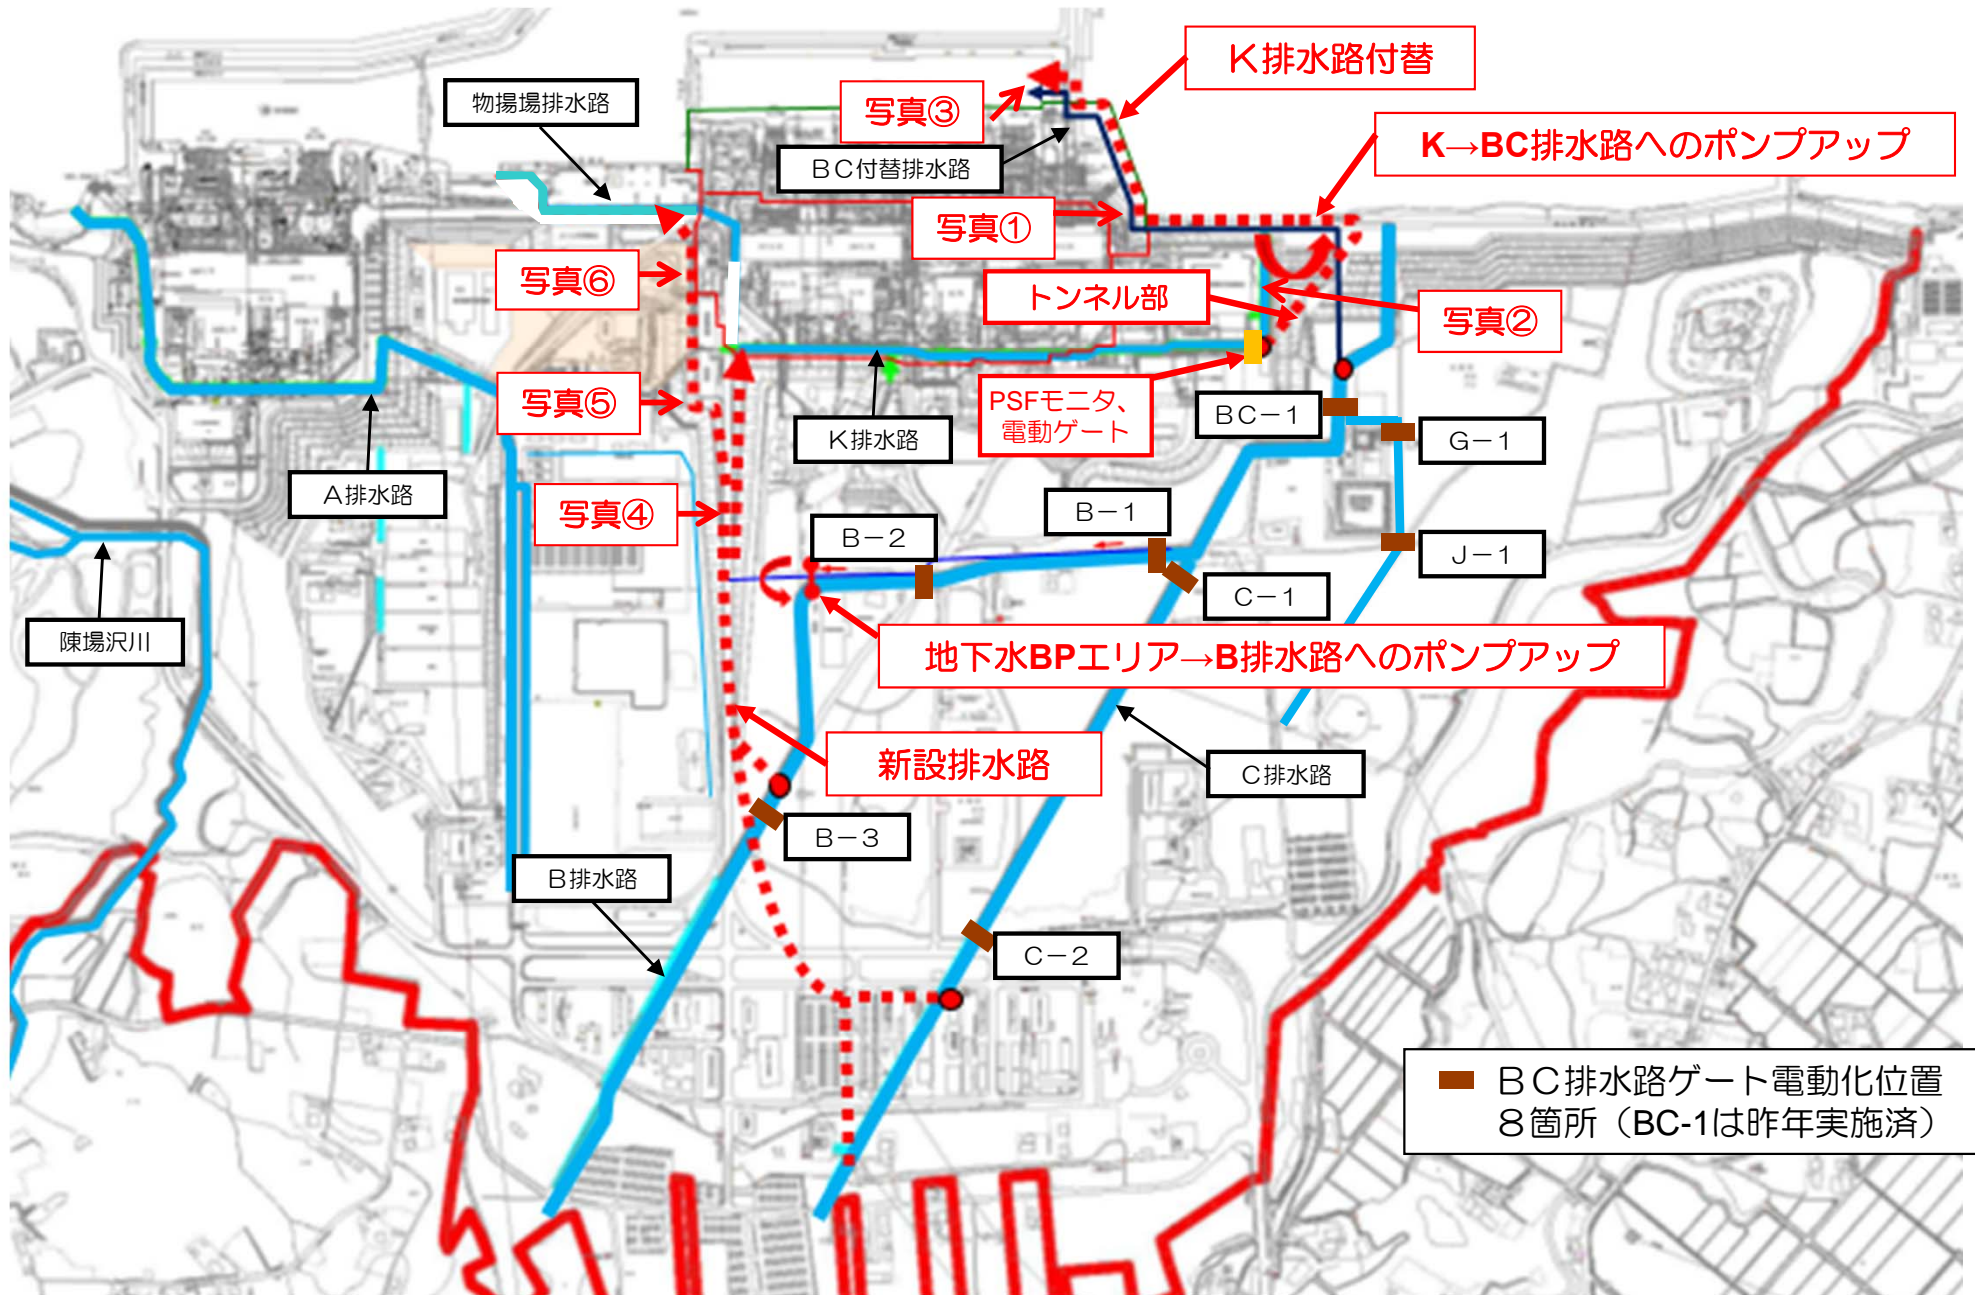 K排水路付替
物揚場排水路
写真③
K→BC排水路へのポンプアップ
BC付替排水路
写真①
写真⑥
トンネル部
写真②
写真⑤
PSFモニタ、
電動ゲート
BC－1
K排水路
G－1
A排水路
写真④
B－1
B－2
J－1
C－1
陳場沢川
地下水BPエリア→B排水路へのポンプアップ
新設排水路
C排水路
B－3
B排水路
C－2
BC排水路ゲート電動化位置
8箇所（BC-1は昨年実施済）